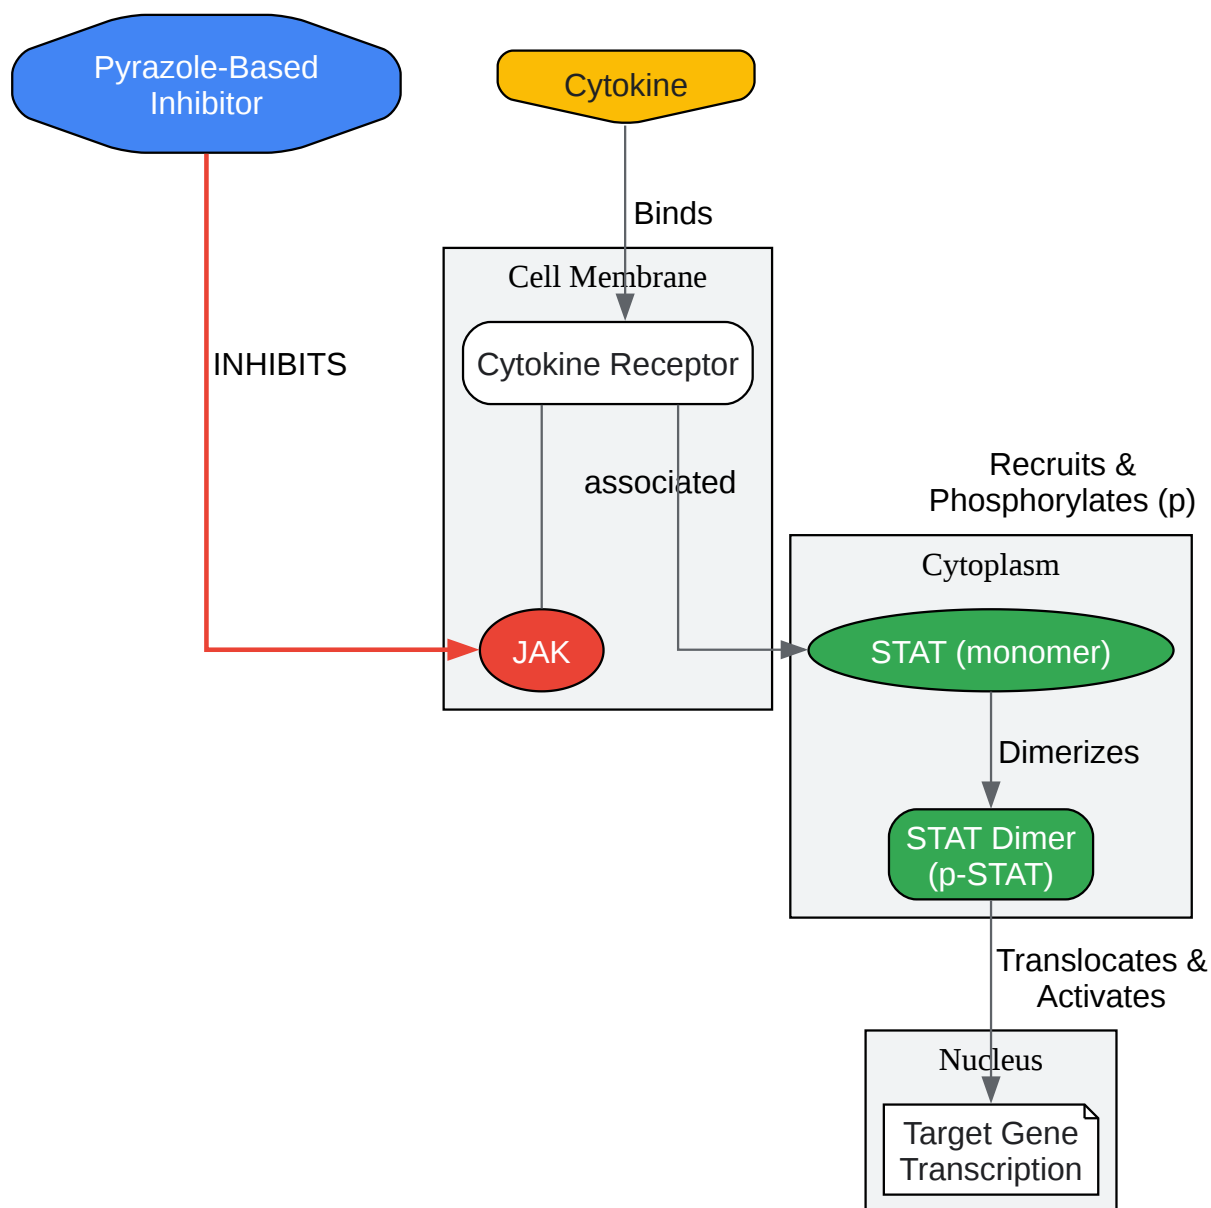 Pyrazole-Based
Inhibitor
Cytokine
Binds
Cell Membrane
INHIBITS
Cytokine Receptor
associated
Recruits &
Phosphorylates (p)
Cytoplasm
JAK
STAT (monomer)
Dimerizes
STAT Dimer
(p-STAT)
Translocates &
Activates
Nucleus
Target Gene
Transcription